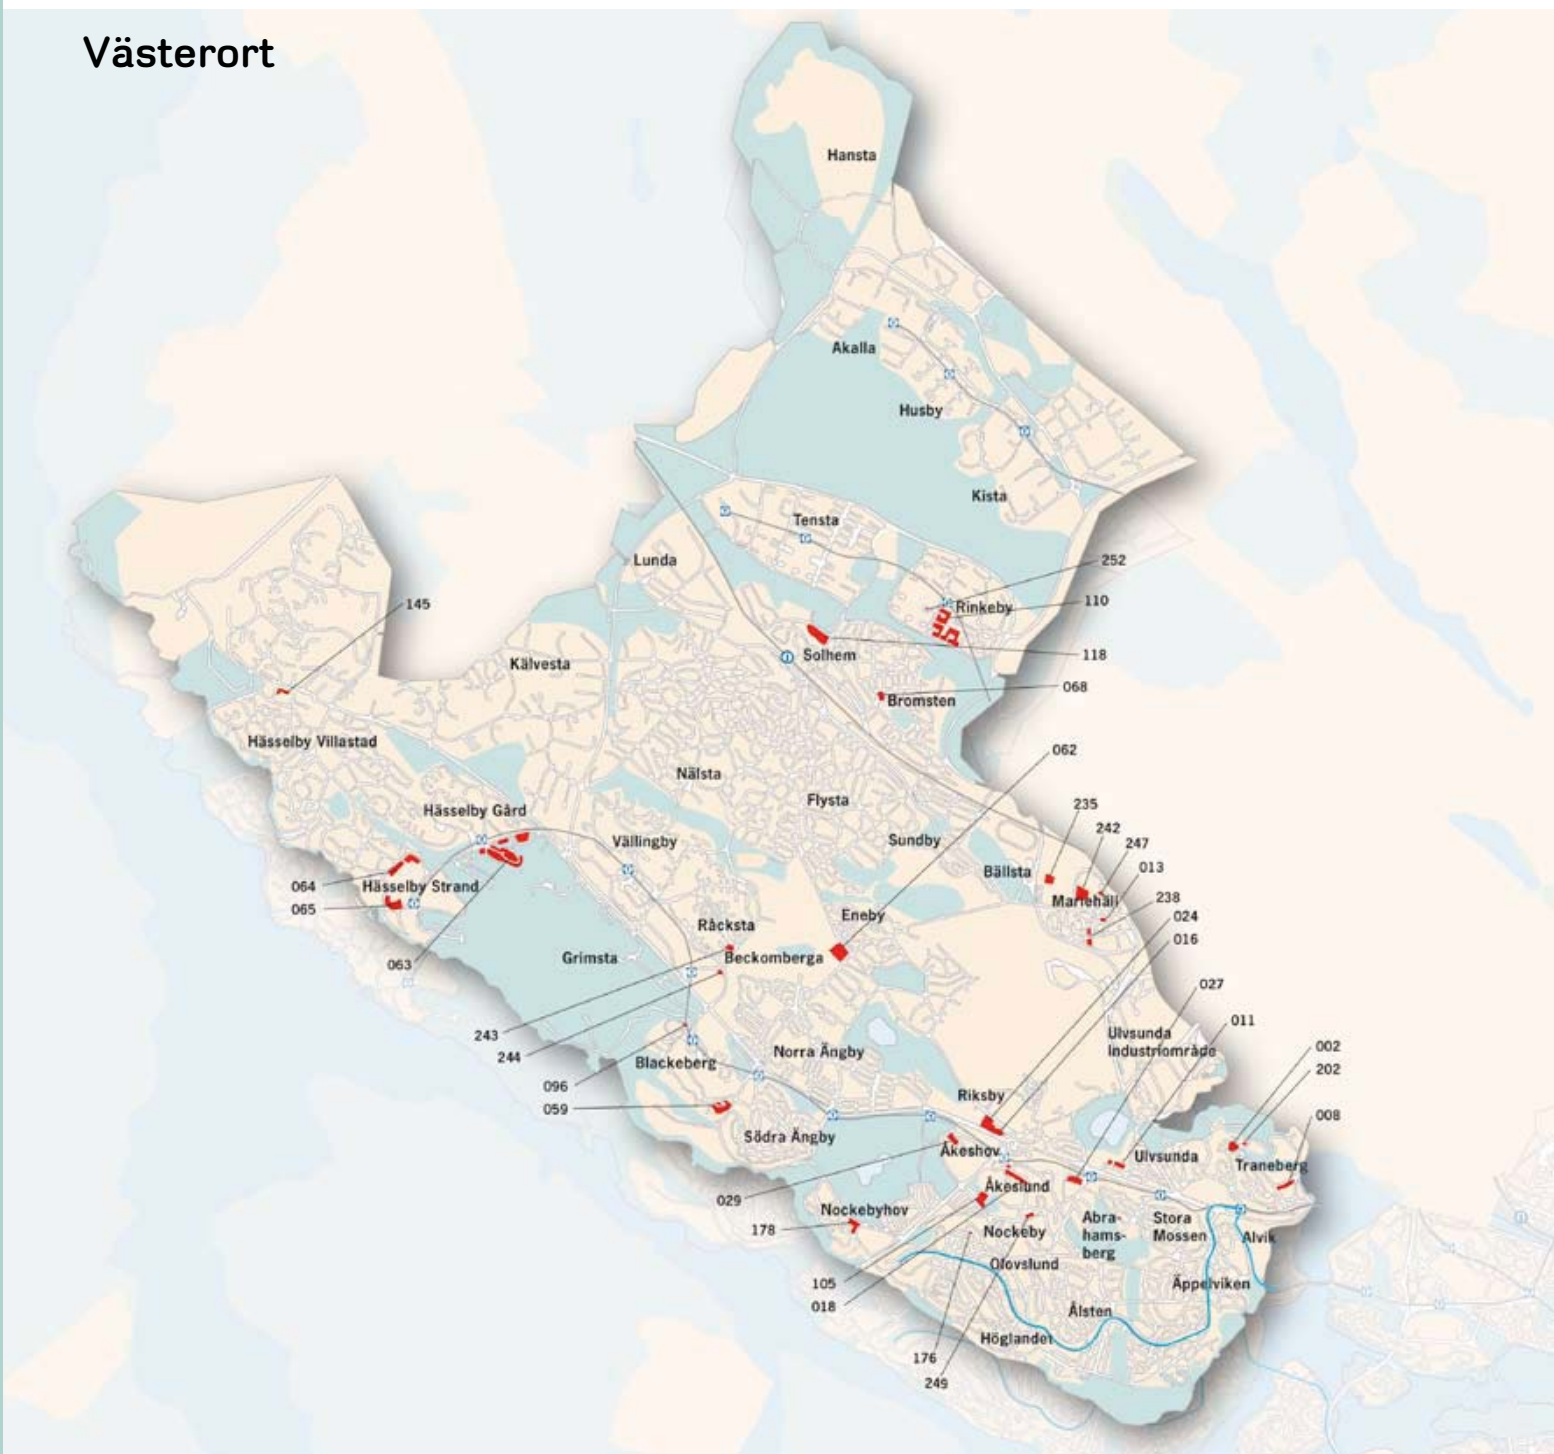 Västerort
Hansta
Akalla
Husby
Kista
Tensta
Lunda
252
Rinkeby
110
145
118
Solhem
Kälvesta
068
Bromsten
Hässelby Villastad
062
Nälsta
Flysta
235
Hässelby Gård
242
Vällingby
Sundby
247
013
Bällsta
064
Hässelby Strand
238
Mariehäll
065
024
Eneby
Råcksta
016
Grimsta
Beckomberga
063
027
011
243
Ulvsunda
industriområde
002
244
Norra Ängby
Blackeberg
202
096
Riksby
059
008
Södra Ängby
Åkeshov
Ulvsunda
Traneberg
Åkeslund
029
Nockebyhov
178
Nockeby
Abra-
hams-
berg
Stora
Mossen
Alvik
Olovslund
105
Äppelviken
018
Ålsten
Höglandet
176
249